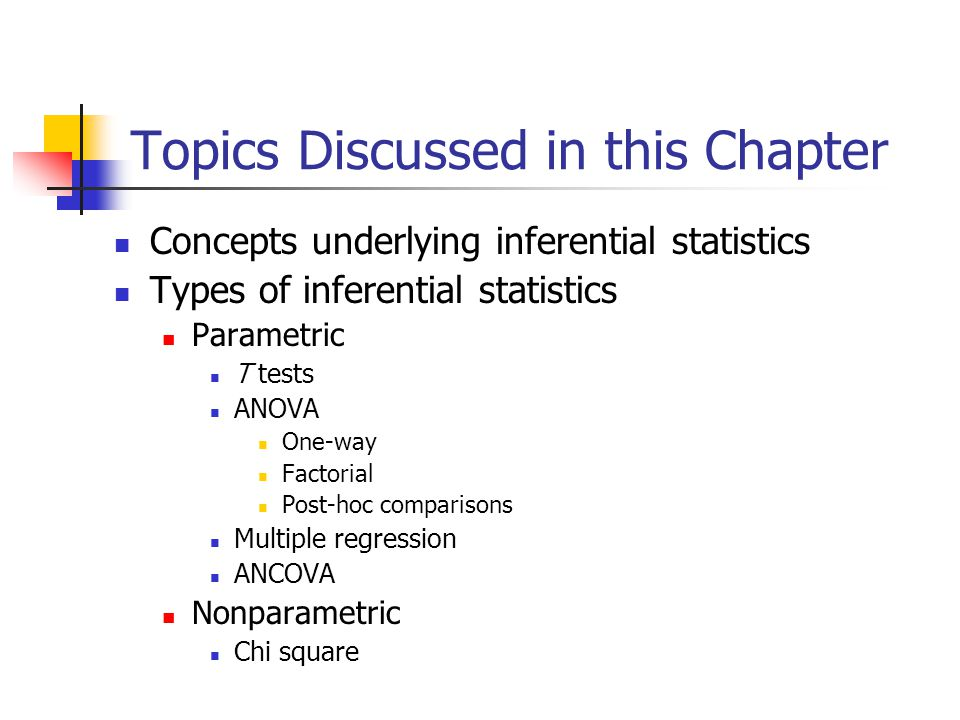 Topics Discussed in this Chapter
Concepts underlying inferential statistics
Types of inferential statistics
Parametric
T tests
ANOVA
One-way
Factorial
Post-hoc comparisons
Multiple regression
ANCOVA
Nonparametric
Chi square